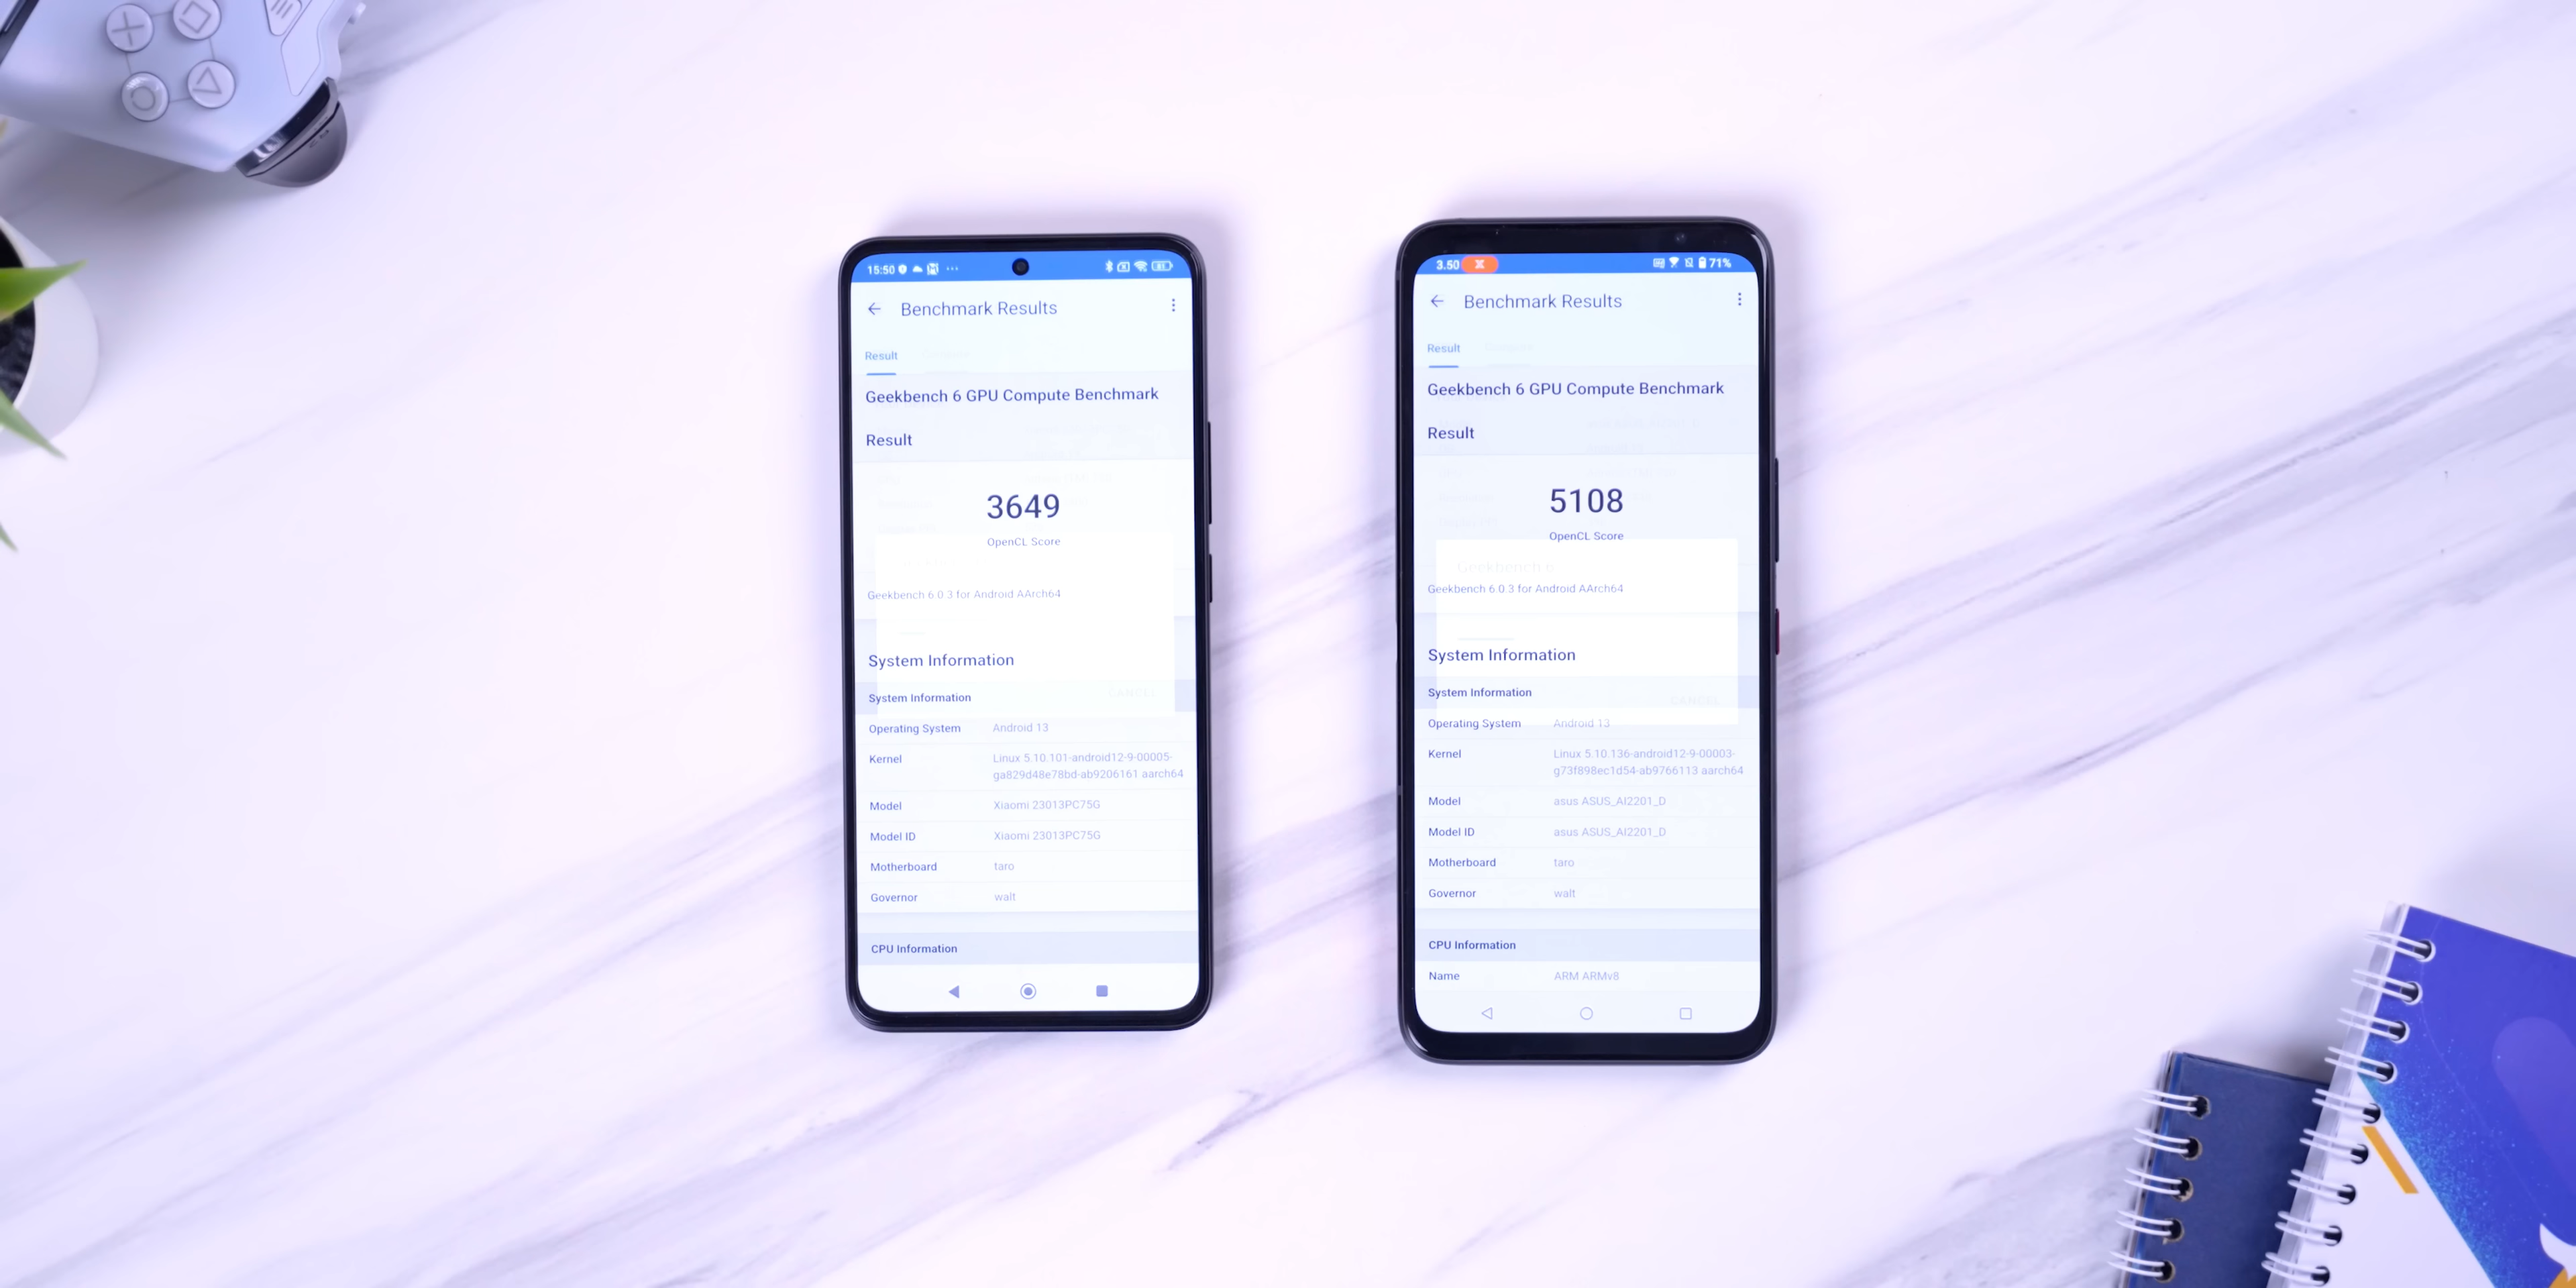 15:50
Benchmark Results
Result
Geekbench 6 GPU Compute Benchmark
Result
3649
OpenCL Score
Geekbench 6.0.3 for Android AArch64
System Information
CANCEL
System Information
Operating System Android 13
Kernel Linux 5.10.101-android12-9-00005-
ga829d48e78bd-ab9206161 aarch64
Model Xiaomi 23013PC75G
Model ID Xiaomi 23013PC75G
Motherboard taro
Governor walt
CPU Information
3.50 71%
Benchmark Results
Result
Geekbench 6 GPU Compute Benchmark
Result
5108
OpenCL Score
Geekbench 6
Geekbench 6.0.3 for Android AArch64
System Information
System Information
CANCEL
Operating System Android 13
Kernel Linux 5.10.136-android12-9-00003-
g73f898ec1d54-ab9766113 aarch64
Model asus ASUS_AI2201_D
Model ID asus ASUS_AI2201_D
Motherboard taro
Governor walt
CPU Information
Name ARM ARMv8